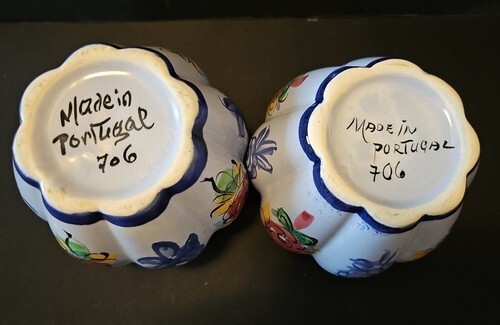 Made in
Portugal
706
MADE IN
PORTUGAL
706